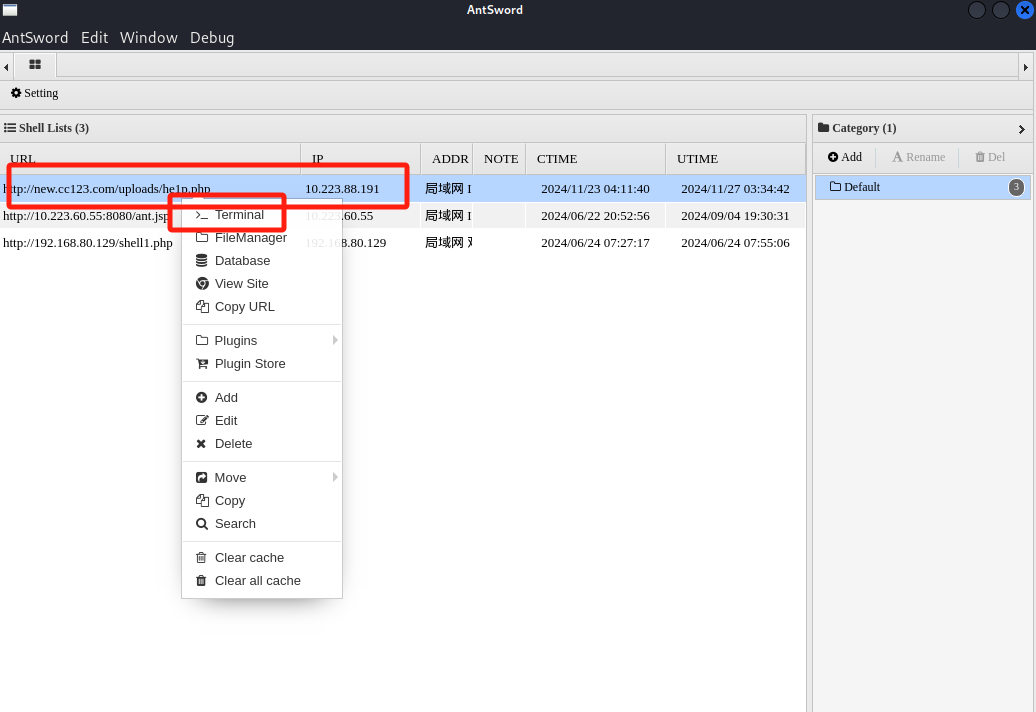 AntSword
AntSword Edit Window Debug
Setting
Shell Lists (3)
URL IP ADDR NOTE CTIME UTIME
http://new.cc123.com/uploads/he1p.php 10.223.88.191 局域网 2024/11/23 04:11:40 2024/11/27 03:34:42
http://10.223.60.55:8080/ant.jsp 10.223.60.55 局域网 2024/06/22 20:52:56 2024/09/04 19:30:31
http://192.168.80.129/shell1.php 192.168.80.129 局域网 2024/06/24 07:27:17 2024/06/24 07:55:06
Terminal
FileManager
Database
View Site
Copy URL
Plugins
Plugin Store
Add
Edit
Delete
Move
Copy
Search
Clear cache
Clear all cache
Category (1)
Add Rename Del
Default 3